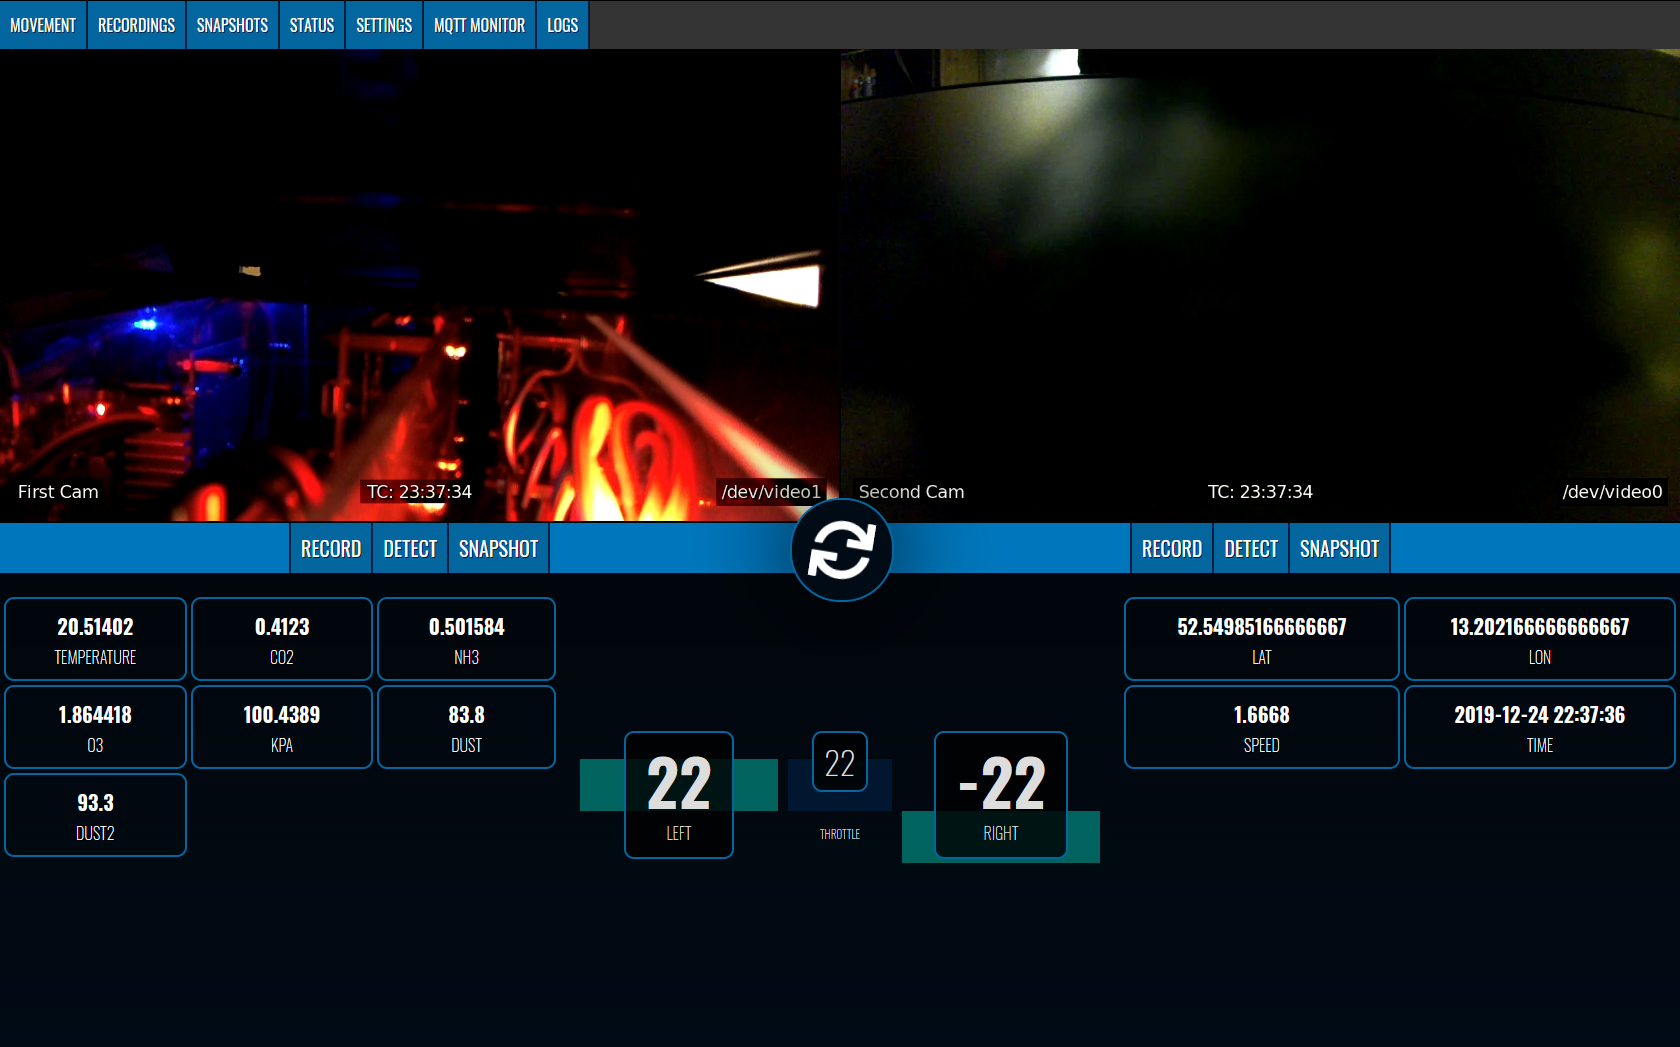 MOVEMENT RECORDINGS SNAPSHOTS STATUS SETTINGS MQTT MONITOR LOGS
First Cam TC: 23:37:34 /dev/video1
Second Cam TC: 23:37:34 /dev/video0
RECORD DETECT SNAPSHOT
RECORD DETECT SNAPSHOT
20.51402
TEMPERATURE
0.4123
CO2
0.501584
NH3
1.864418
O3
100.4389
KPA
83.8
DUST
93.3
DUST2
22
LEFT
22
THROTTLE
-22
RIGHT
52.54985166666667
LAT
13.202166666666667
LON
1.6668
SPEED
2019-12-24 22:37:36
TIME